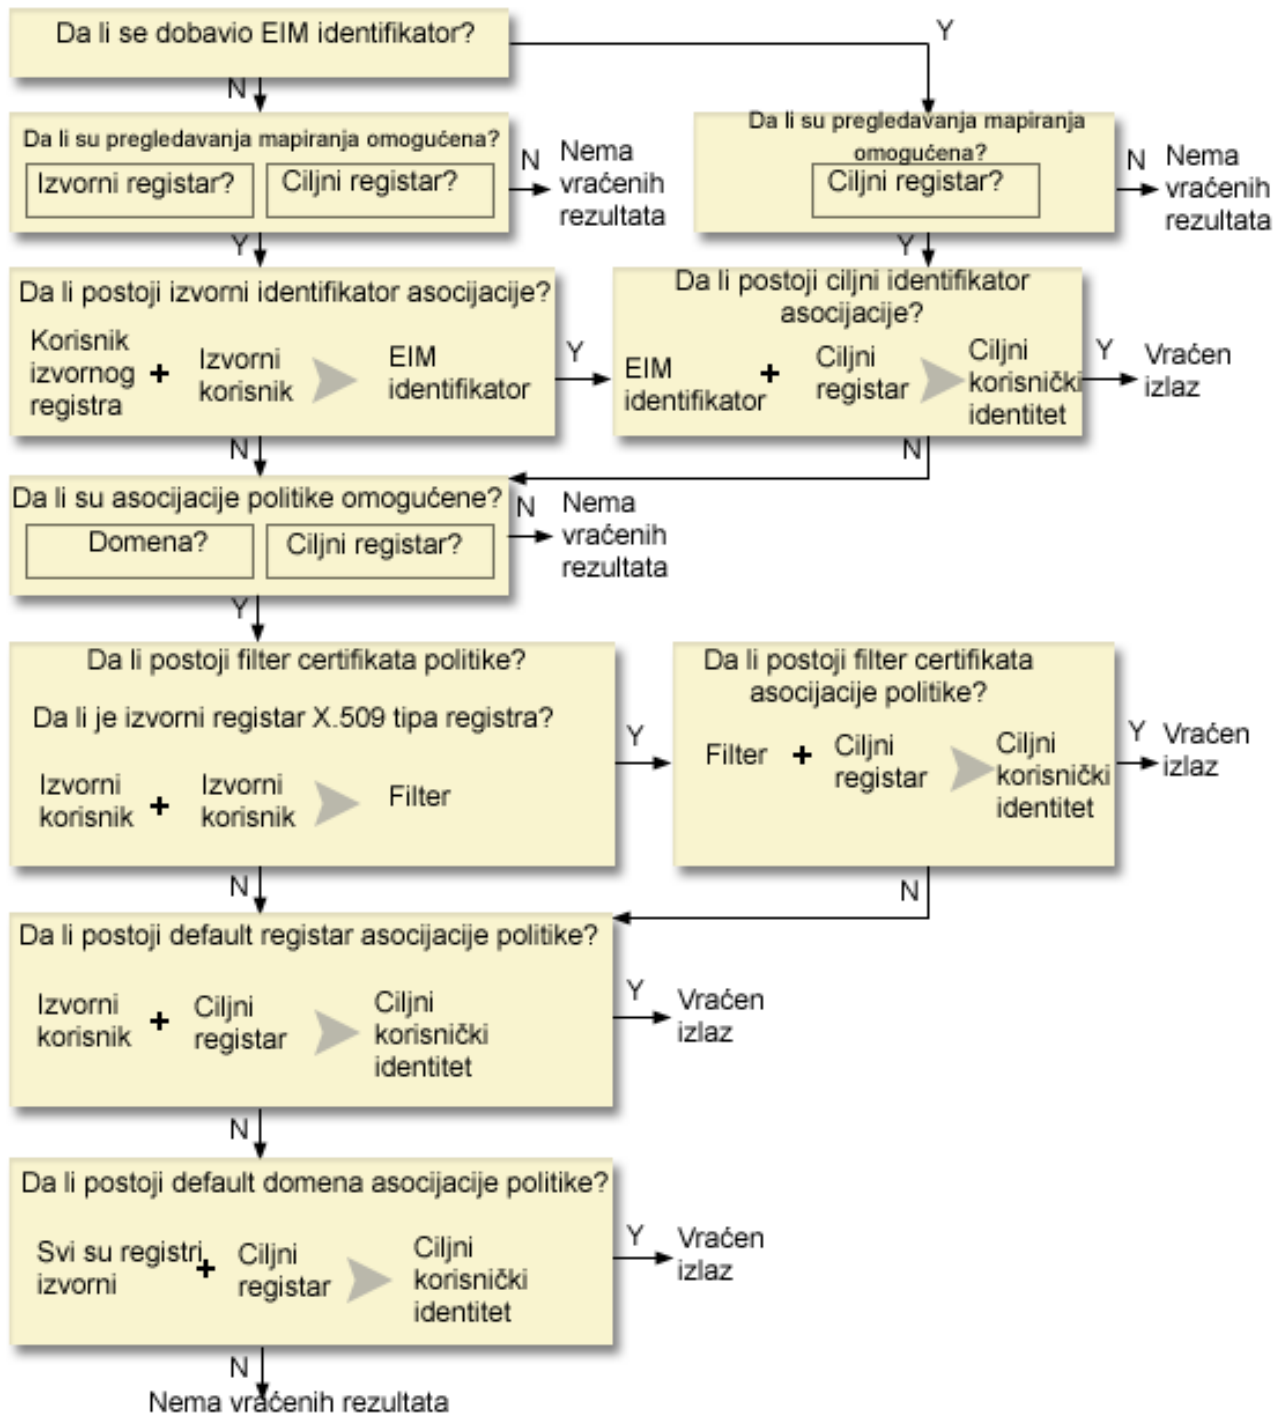 Da li se dobavio EIM identifikator?
Y
N
Da li su pregledavanja mapiranja omogućena?
Izvorni registar?
Ciljni registar?
N
Nema
vraćenih
rezultata
Da li su pregledavanja mapiranja
omogućena?
Ciljni registar?
N
Nema
vraćenih
rezultata
Y
Y
Da li postoji izvorni identifikator asocijacije?
Korisnik
izvornog
registra
+
Izvorni
korisnik
EIM
identifikator
Y
Da li postoji ciljni identifikator
asocijacije?
EIM
identifikator
+
Ciljni
registar
Ciljni
korisnički
identitet
Y
Vraćen
izlaz
N
N
Da li su asocijacije politike omogućene?
Domena?
Ciljni registar?
N
Nema
vraćenih
rezultata
Y
Da li postoji filter certifikata politike?
Da li je izvorni registar X.509 tipa registra?
Izvorni
korisnik
+
Izvorni
korisnik
Filter
Y
Da li postoji filter certifikata
asocijacije politike?
Filter
+
Ciljni
registar
Ciljni
korisnički
identitet
Y
Vraćen
izlaz
N
N
Da li postoji default registar asocijacije politike?
Izvorni
korisnik
+
Ciljni
registar
Ciljni
korisnički
identitet
Y
Vraćen
izlaz
N
Da li postoji default domena asocijacije politike?
Svi su registri
izvorni
+
Ciljni
registar
Ciljni
korisnički
identitet
Y
Vraćen
izlaz
N
Nema vraćenih rezultata